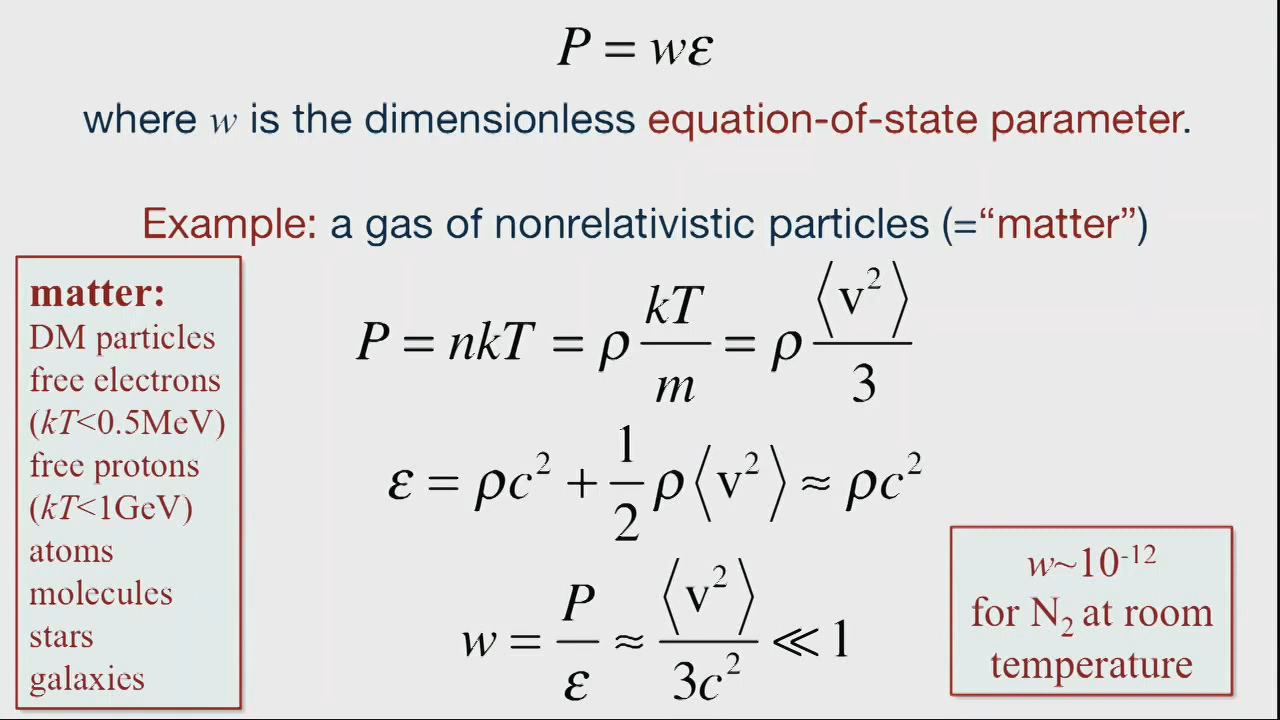 P = wε
where w is the dimensionless equation-of-state parameter.
Example: a gas of nonrelativistic particles (=“matter”)
matter:
DM particles
free electrons
(kT<0.5MeV)
free protons
(kT<1GeV)
atoms
molecules
stars
galaxies
P = nkT = ρ kT/m = ρ ⟨v²⟩/3
ε = ρc² + 1/2 ρ⟨v²⟩ ≈ ρc²
w = P/ε ≈ ⟨v²⟩/3c² ≪ 1
w~10⁻¹²
for N₂ at room
temperature